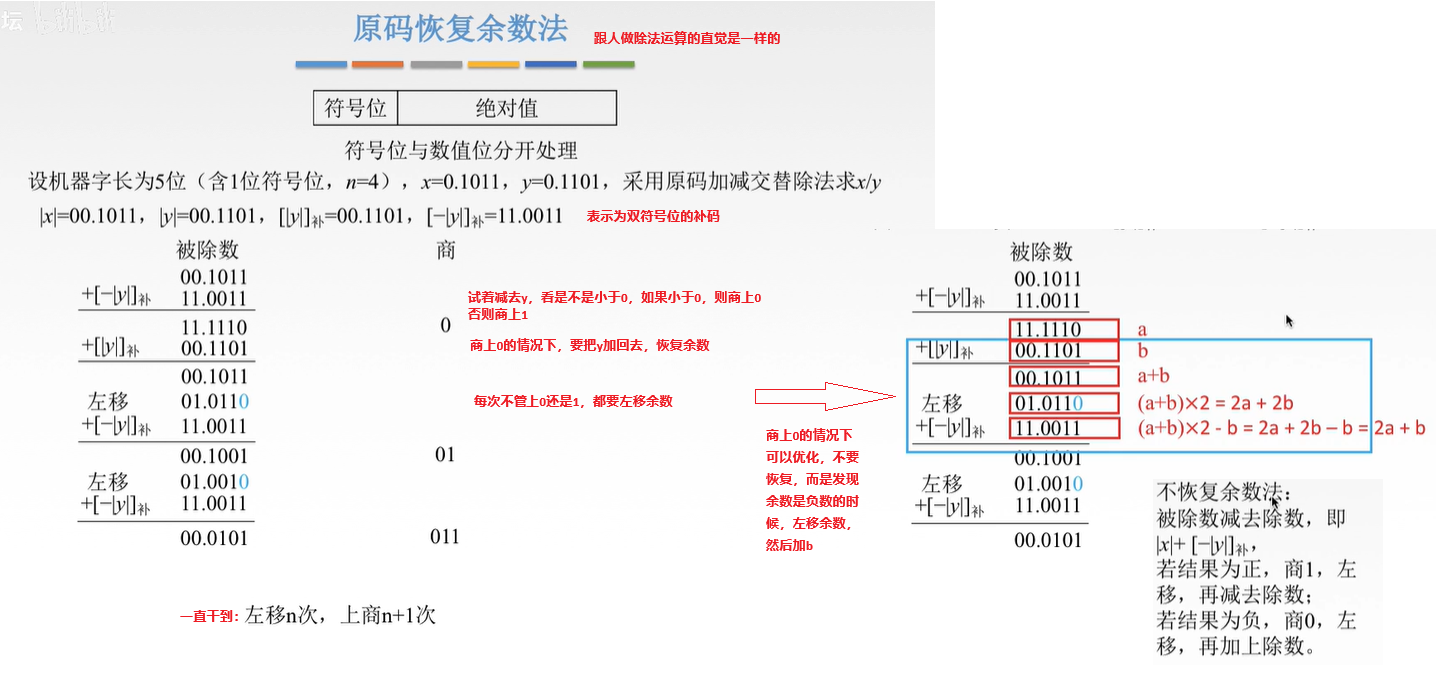 坛
原码恢复余数法
跟人做除法运算的直觉是一样的
符号位 绝对值
符号位与数值位分开处理
设机器字长为5位（含1位符号位，n=4），x=0.1011，y=0.1101，采用原码加减交替除法求x/y
|x|=00.1011，|y|=00.1101，[|y|]补=00.1101，[−|y|]补=11.0011
表示为双符号位的补码
被除数 商
00.1011
+[−|y|]补 11.0011
11.1110 0
+[|y|]补 00.1101
00.1011
左移 01.0110
+[−|y|]补 11.0011
00.1001 01
左移 01.0010
+[−|y|]补 11.0011
00.0101 011
试着减去y，看是不是小于0，如果小于0，则商上0
否则商上1
商上0的情况下，要把y加回去，恢复余数
每次不管上0还是1，都要左移余数
一直干到：左移n次，上商n+1次
商上0的情况下
可以优化，不要
恢复，而是发现
余数是负数的时
候，左移余数，
然后加b
被除数
00.1011
+[−|y|]补 11.0011
11.1110 a
+[|y|]补 00.1101 b
00.1011 a+b
左移 01.0110 (a+b)×2 = 2a + 2b
+[−|y|]补 11.0011 (a+b)×2 - b = 2a + 2b − b = 2a + b
00.1001
左移 01.0010
+[−|y|]补 11.0011
00.0101
不恢复余数法：
被除数减去除数，即
|x|+ [−|y|]补，
若结果为正，商1，左
移，再减去除数；
若结果为负，商0，左
移，再加上除数。